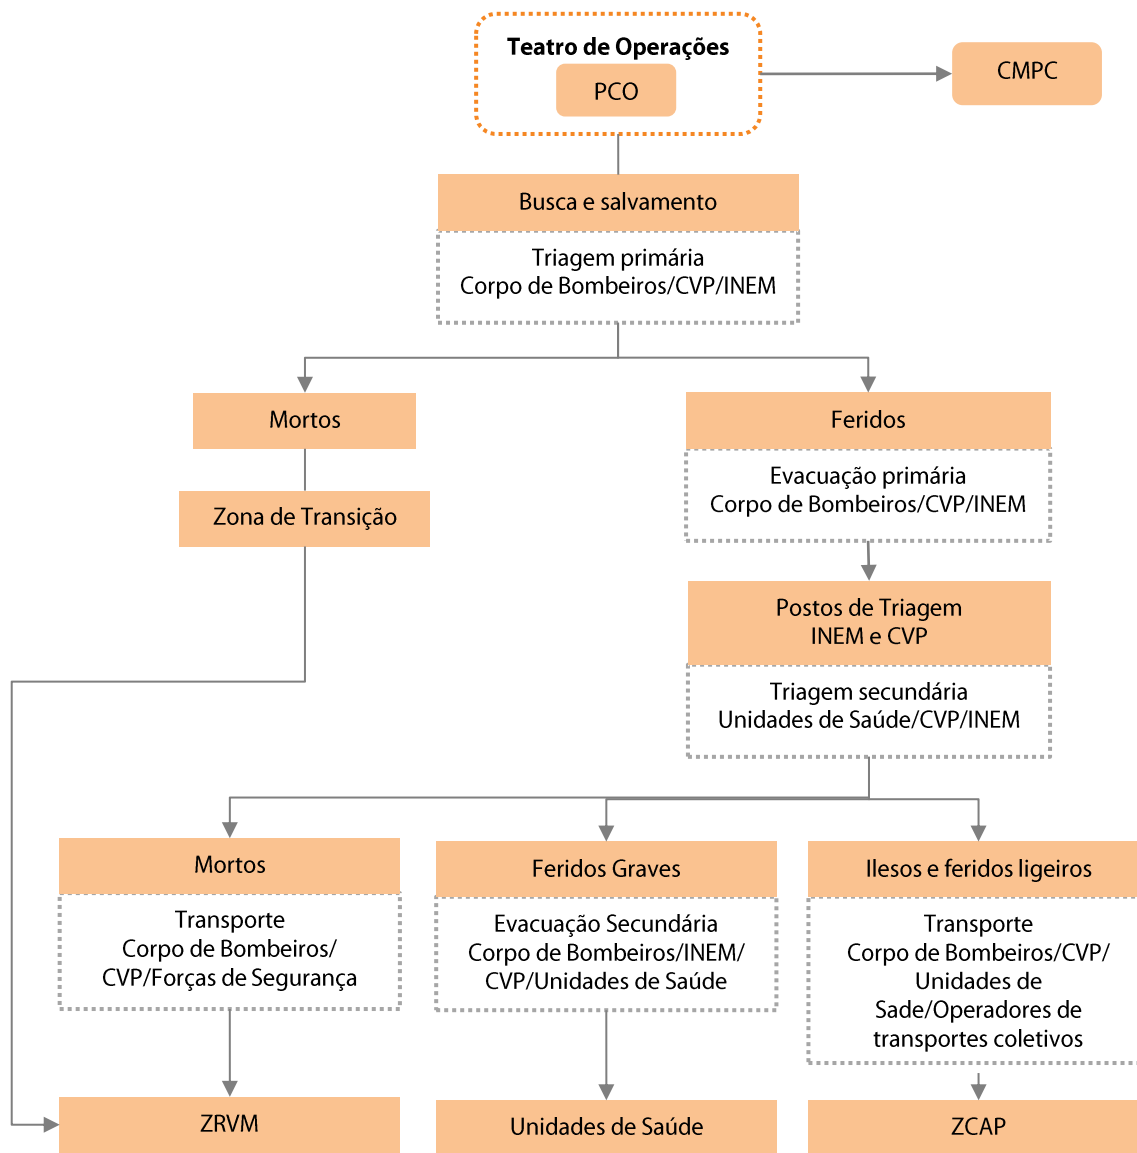 Teatro de Operações
PCO
CMPC
Busca e salvamento
Triagem primária
Corpo de Bombeiros/CVP/INEM
Mortos
Feridos
Evacuação primária
Corpo de Bombeiros/CVP/INEM
Zona de Transição
Postos de Triagem
INEM e CVP
Triagem secundária
Unidades de Saúde/CVP/INEM
Mortos
Transporte
Corpo de Bombeiros/
CVP/Forças de Segurança
Feridos Graves
Evacuação Secundária
Corpo de Bombeiros/INEM/
CVP/Unidades de Saúde
Ilesos e feridos ligeiros
Transporte
Corpo de Bombeiros/CVP/
Unidades de
Sade/Operadores de
transportes coletivos
ZRVM
Unidades de Saúde
ZCAP